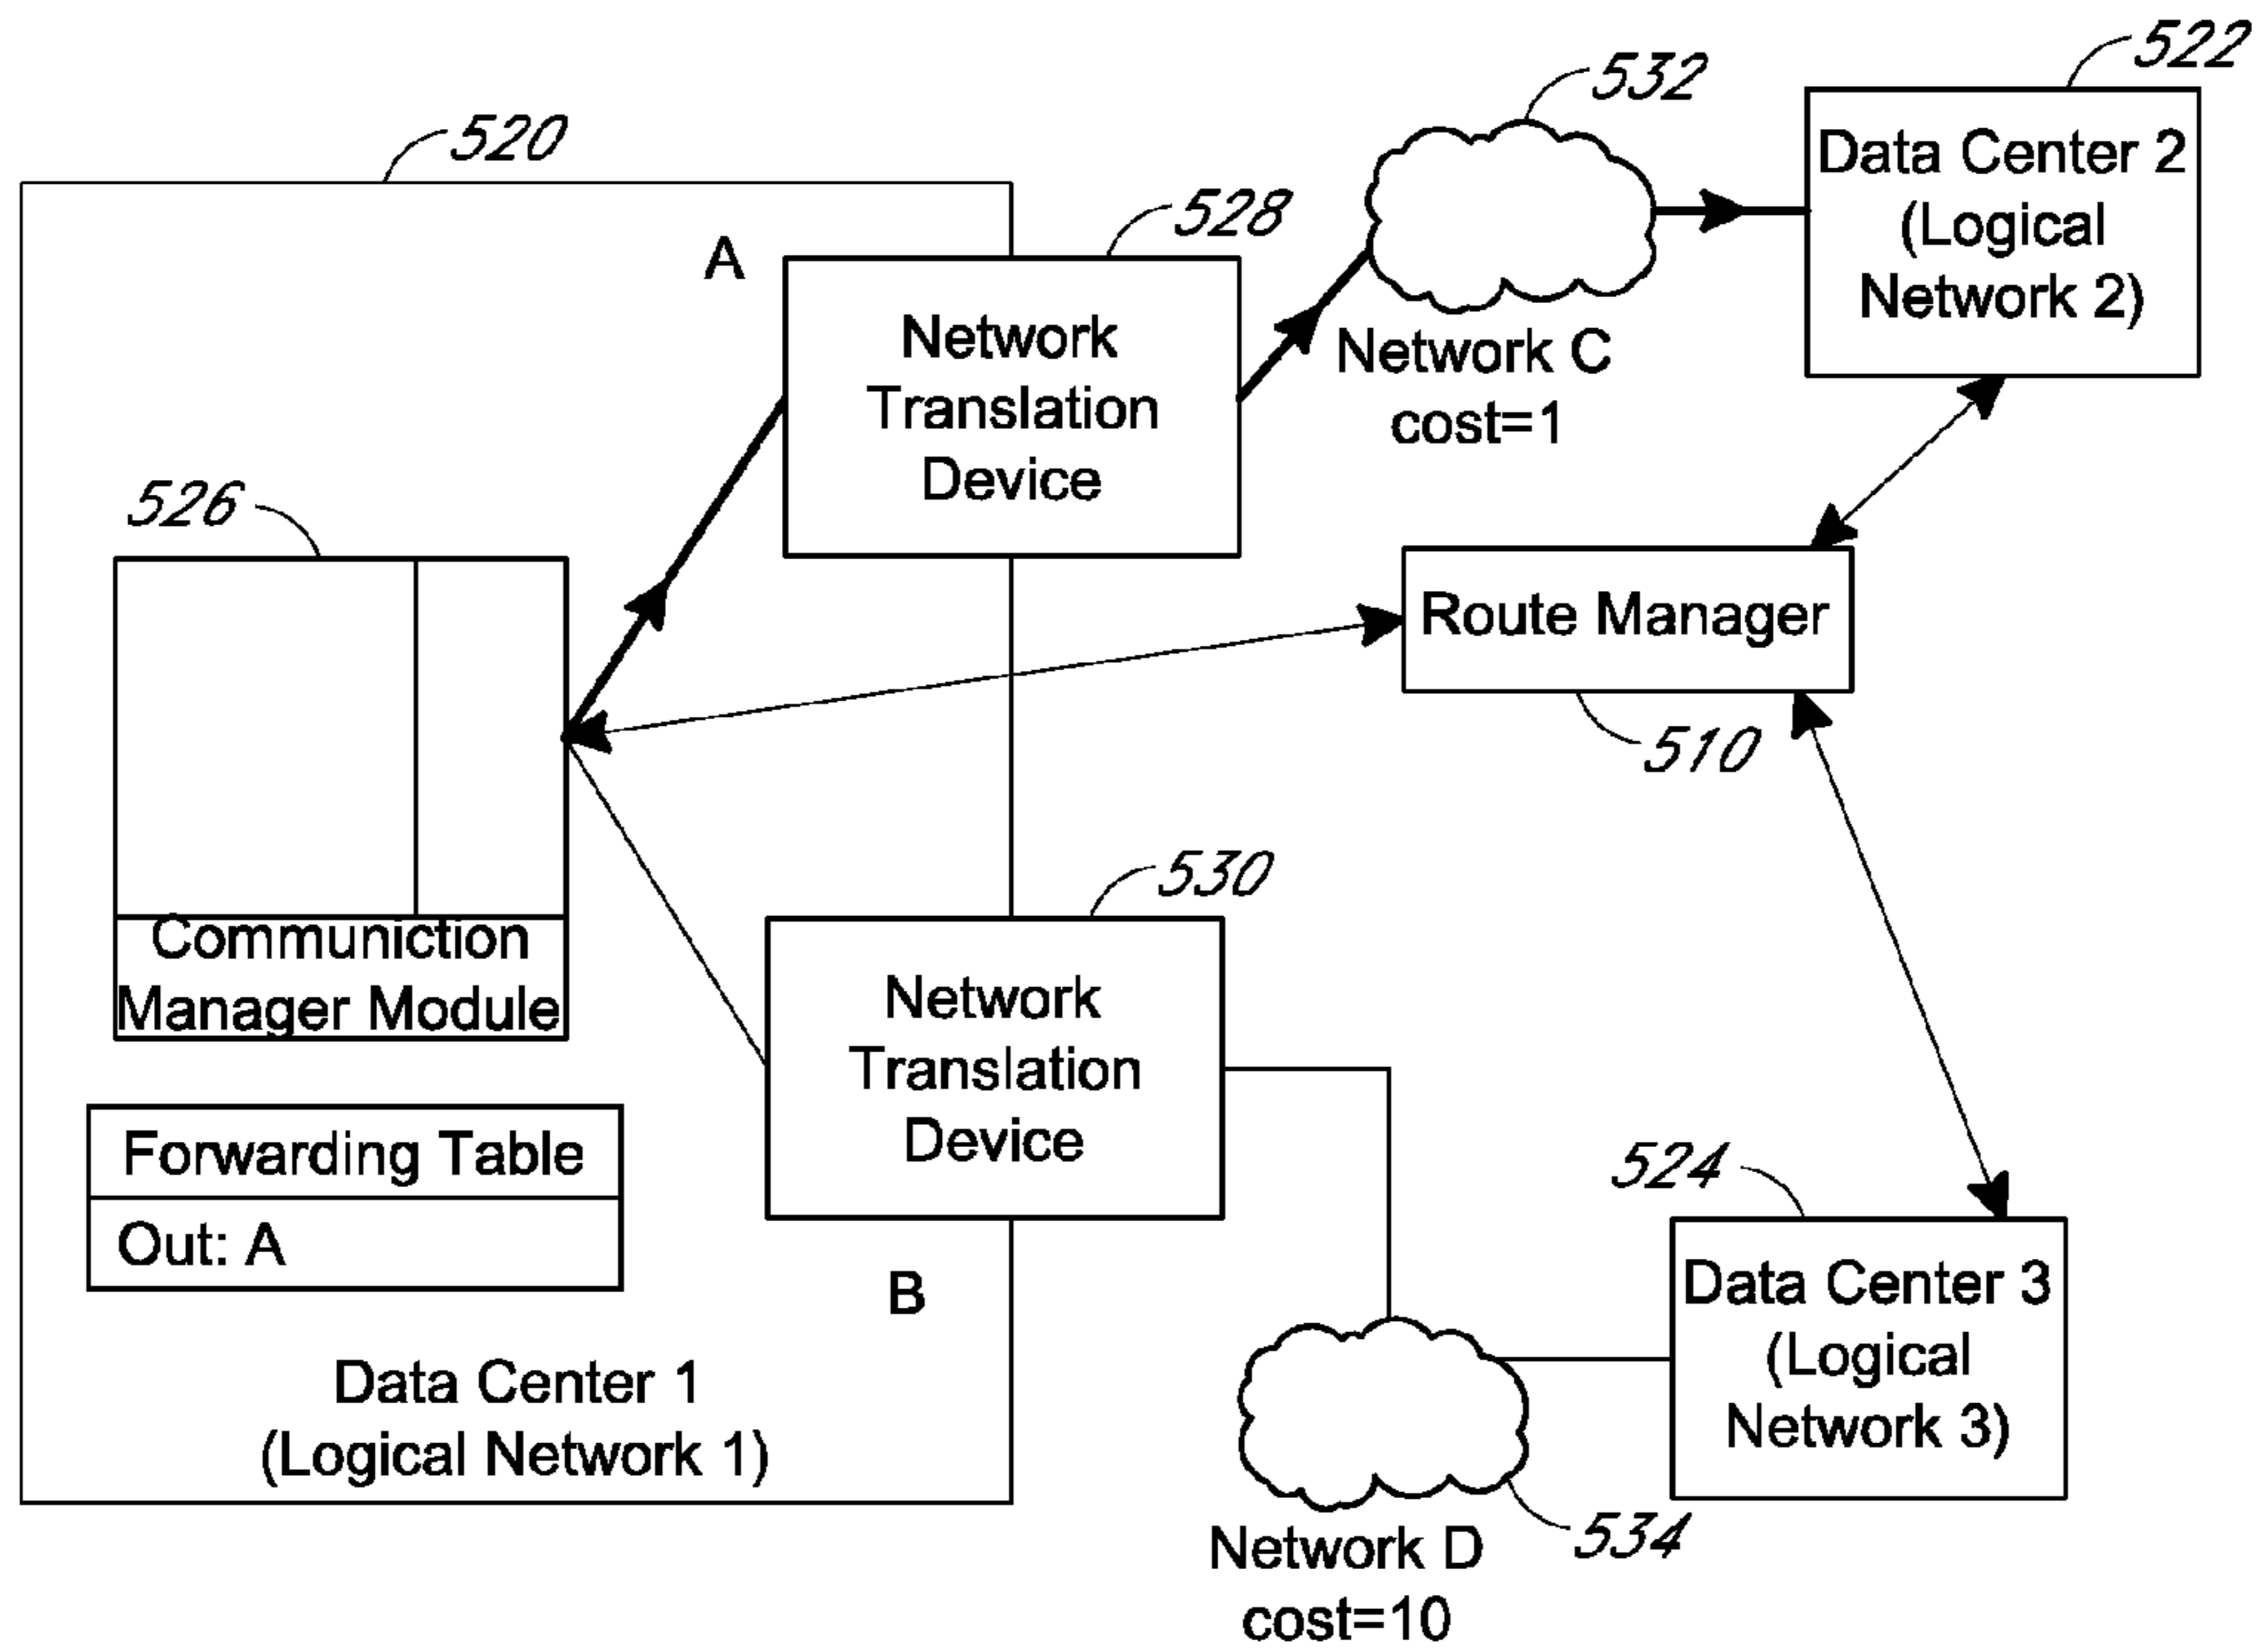 522
532
520
Data Center 2
(Logical
Network 2)
528
A
Network
Translation
Device
Network C
cost=1
526
Route Manager
510
Communiction
Manager Module
530
Network
Translation
Device
Forwarding Table
Out: A
B
524
Data Center 3
(Logical
Network 3)
Data Center 1
(Logical Network 1)
534
Network D
cost=10